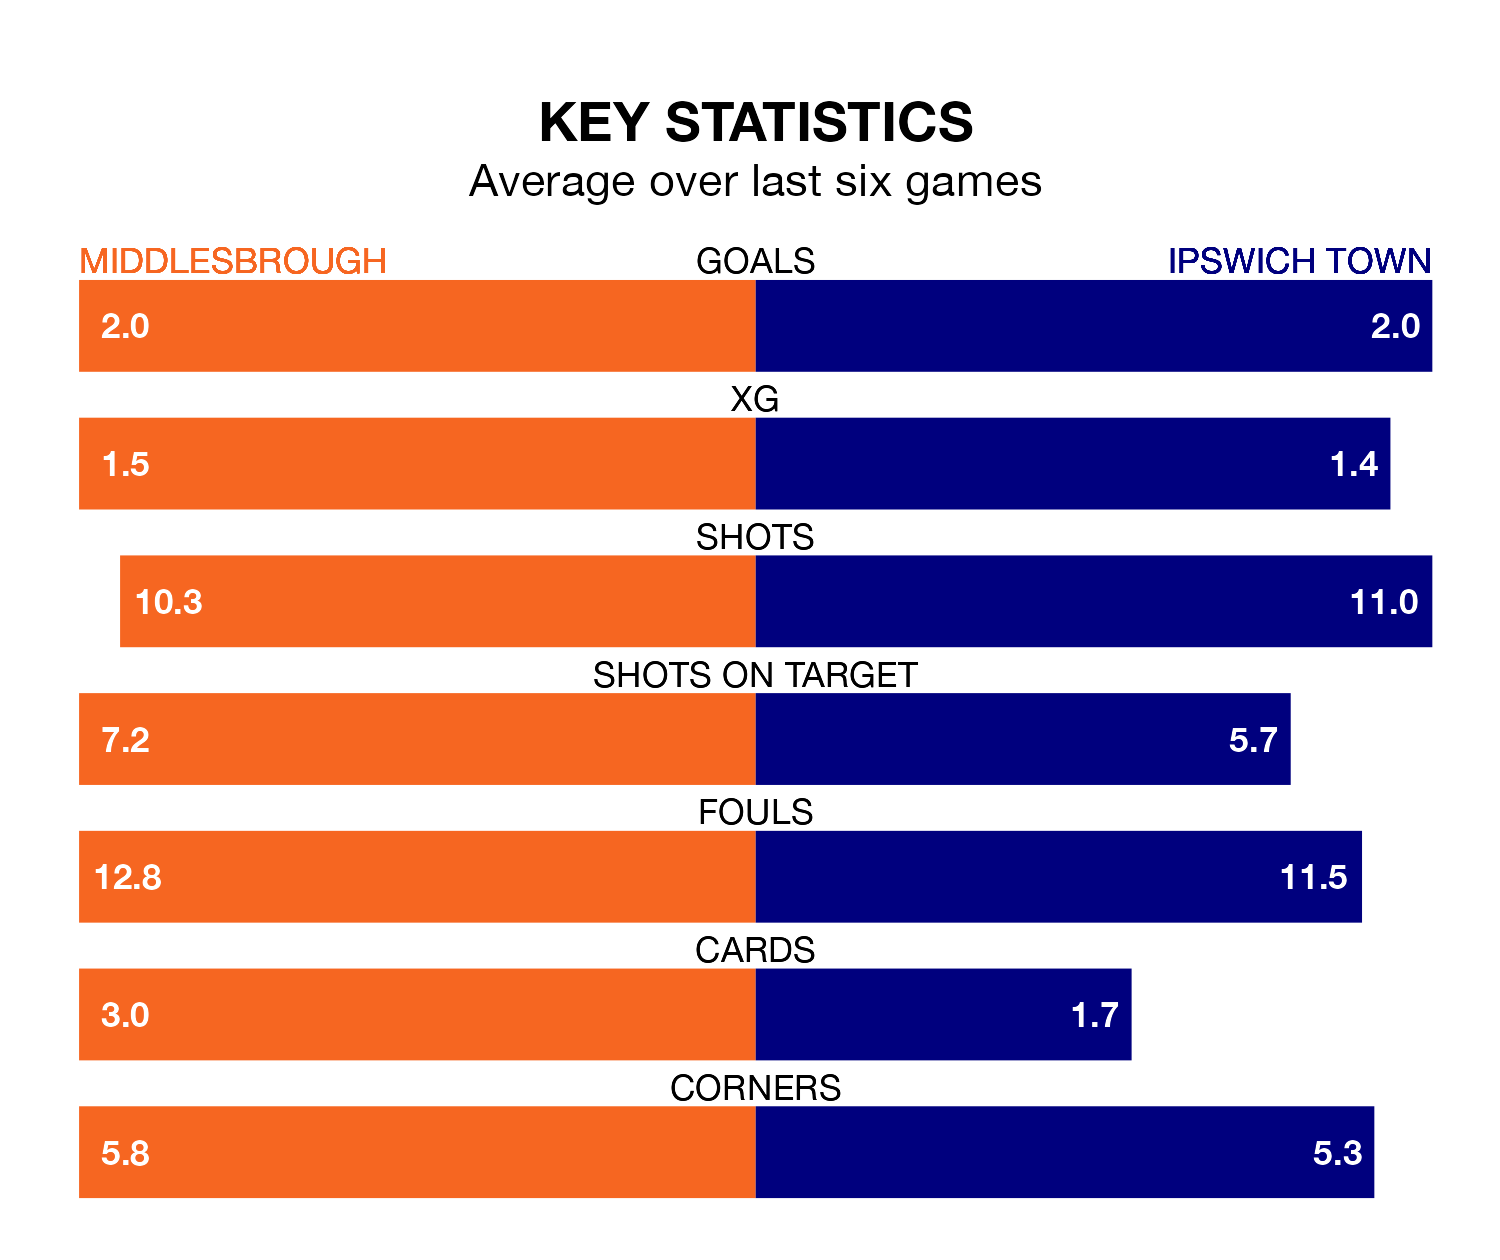 KEY STATISTICS
Average over last six games
MIDDLESBROUGH GOALS IPSWICH TOWN
2.0 2.0
XG
1.5 1.4
SHOTS
10.3 11.0
SHOTS ON TARGET
7.2 5.7
FOULS
12.8 11.5
CARDS
3.0 1.7
CORNERS
5.8 5.3